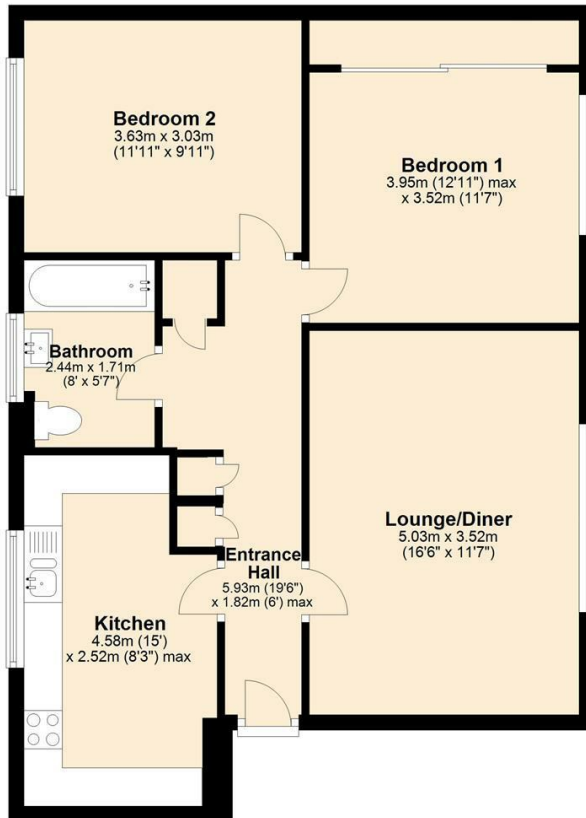 Bedroom 2
3.63m x 3.03m
(11'11" x 9'11")
Bedroom 1
3.95m (12'11") max
x 3.52m (11'7")
Bathroom
2.44m x 1.71m
(8' x 5'7")
Lounge/Diner
5.03m x 3.52m
(16'6" x 11'7")
Entrance
Hall
5.93m (19'6")
x 1.82m (6') max
Kitchen
4.58m (15')
x 2.52m (8'3") max